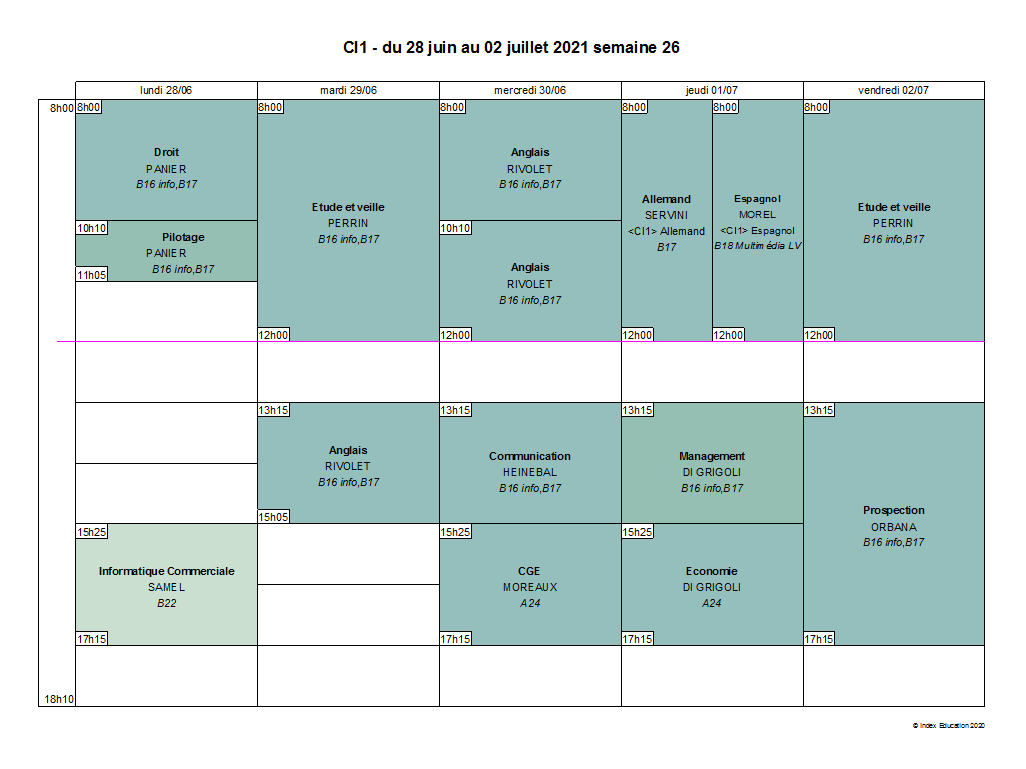 CI1 - du 28 juin au 02 juillet 2021 semaine 26
lundi 28/06
mardi 29/06
mercredi 30/06
jeudi 01/07
vendredi 02/07
8h00
18h10
8h00
Droit
PANIER
B16 info,B17
10h10
Pilotage
PANIER
B16 info,B17
11h05
15h25
Informatique Commerciale
SAMEL
B22
17h15
8h00
Etude et veille
PERRIN
B16 info,B17
12h00
13h15
Anglais
RIVOLET
B16 info,B17
15h05
8h00
Anglais
RIVOLET
B16 info,B17
10h10
Anglais
RIVOLET
B16 info,B17
12h00
13h15
Communication
HEINEBAL
B16 info,B17
15h25
CGE
MOREAUX
A24
17h15
8h00
Allemand
SERVINI
<CI1> Allemand
B17
12h00
8h00
Espagnol
MOREL
<CI1> Espagnol
B18 Multimédia LV
12h00
13h15
Management
DI GRIGOLI
B16 info,B17
15h25
Economie
DI GRIGOLI
A24
17h15
8h00
Etude et veille
PERRIN
B16 info,B17
12h00
13h15
Prospection
ORBANA
B16 info,B17
17h15
© Index Education 2020